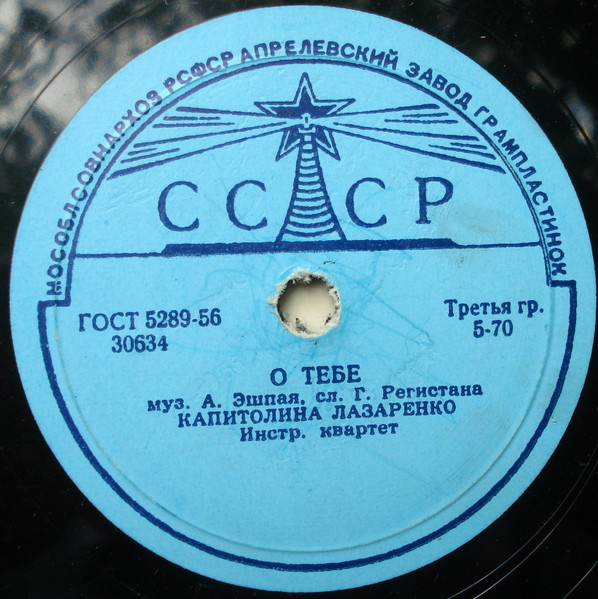 МОСОБЛСОВНАРХОЗ РСФСР АПРЕЛЕВСКИЙ ЗАВОД ГРАМПЛАСТИНОК
СССР
ГОСТ 5289-56
30634
Третья гр.
5-70
О ТЕБЕ
муз. А. Эшпая, сл. Г. Регистана
КАПИТОЛИНА ЛАЗАРЕНКО
Инстр. квартет